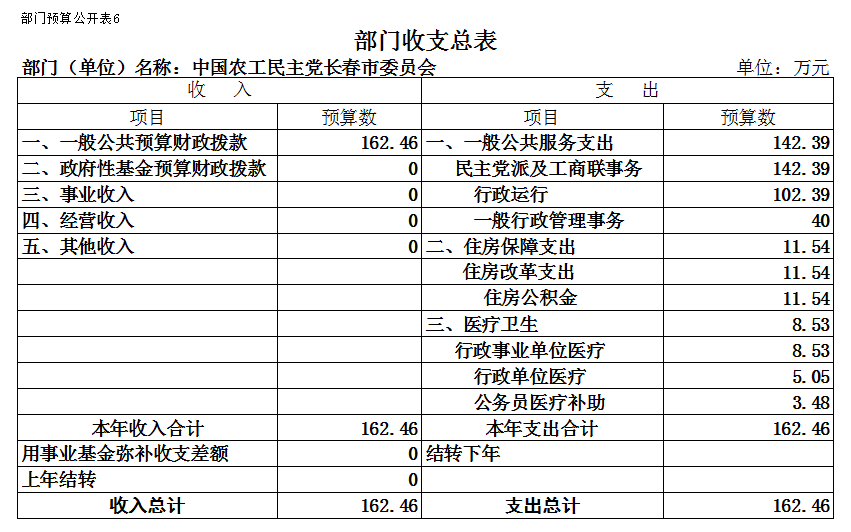 部门预算公开表6
部门收支总表
部门（单位）名称：中国农工民主党长春市委员会 单位：万元
收 入 支 出
项目 预算数 项目 预算数
一、一般公共预算财政拨款 162.46 一、一般公共服务支出 142.39
二、政府性基金预算财政拨款 0 民主党派及工商联事务 142.39
三、事业收入 0 行政运行 102.39
四、经营收入 0 一般行政管理事务 40
五、其他收入 0 二、住房保障支出 11.54
住房改革支出 11.54
住房公积金 11.54
三、医疗卫生 8.53
行政事业单位医疗 8.53
行政单位医疗 5.05
公务员医疗补助 3.48
本年收入合计 162.46 本年支出合计 162.46
用事业基金弥补收支差额 0 结转下年
上年结转 0
收入总计 162.46 支出总计 162.46